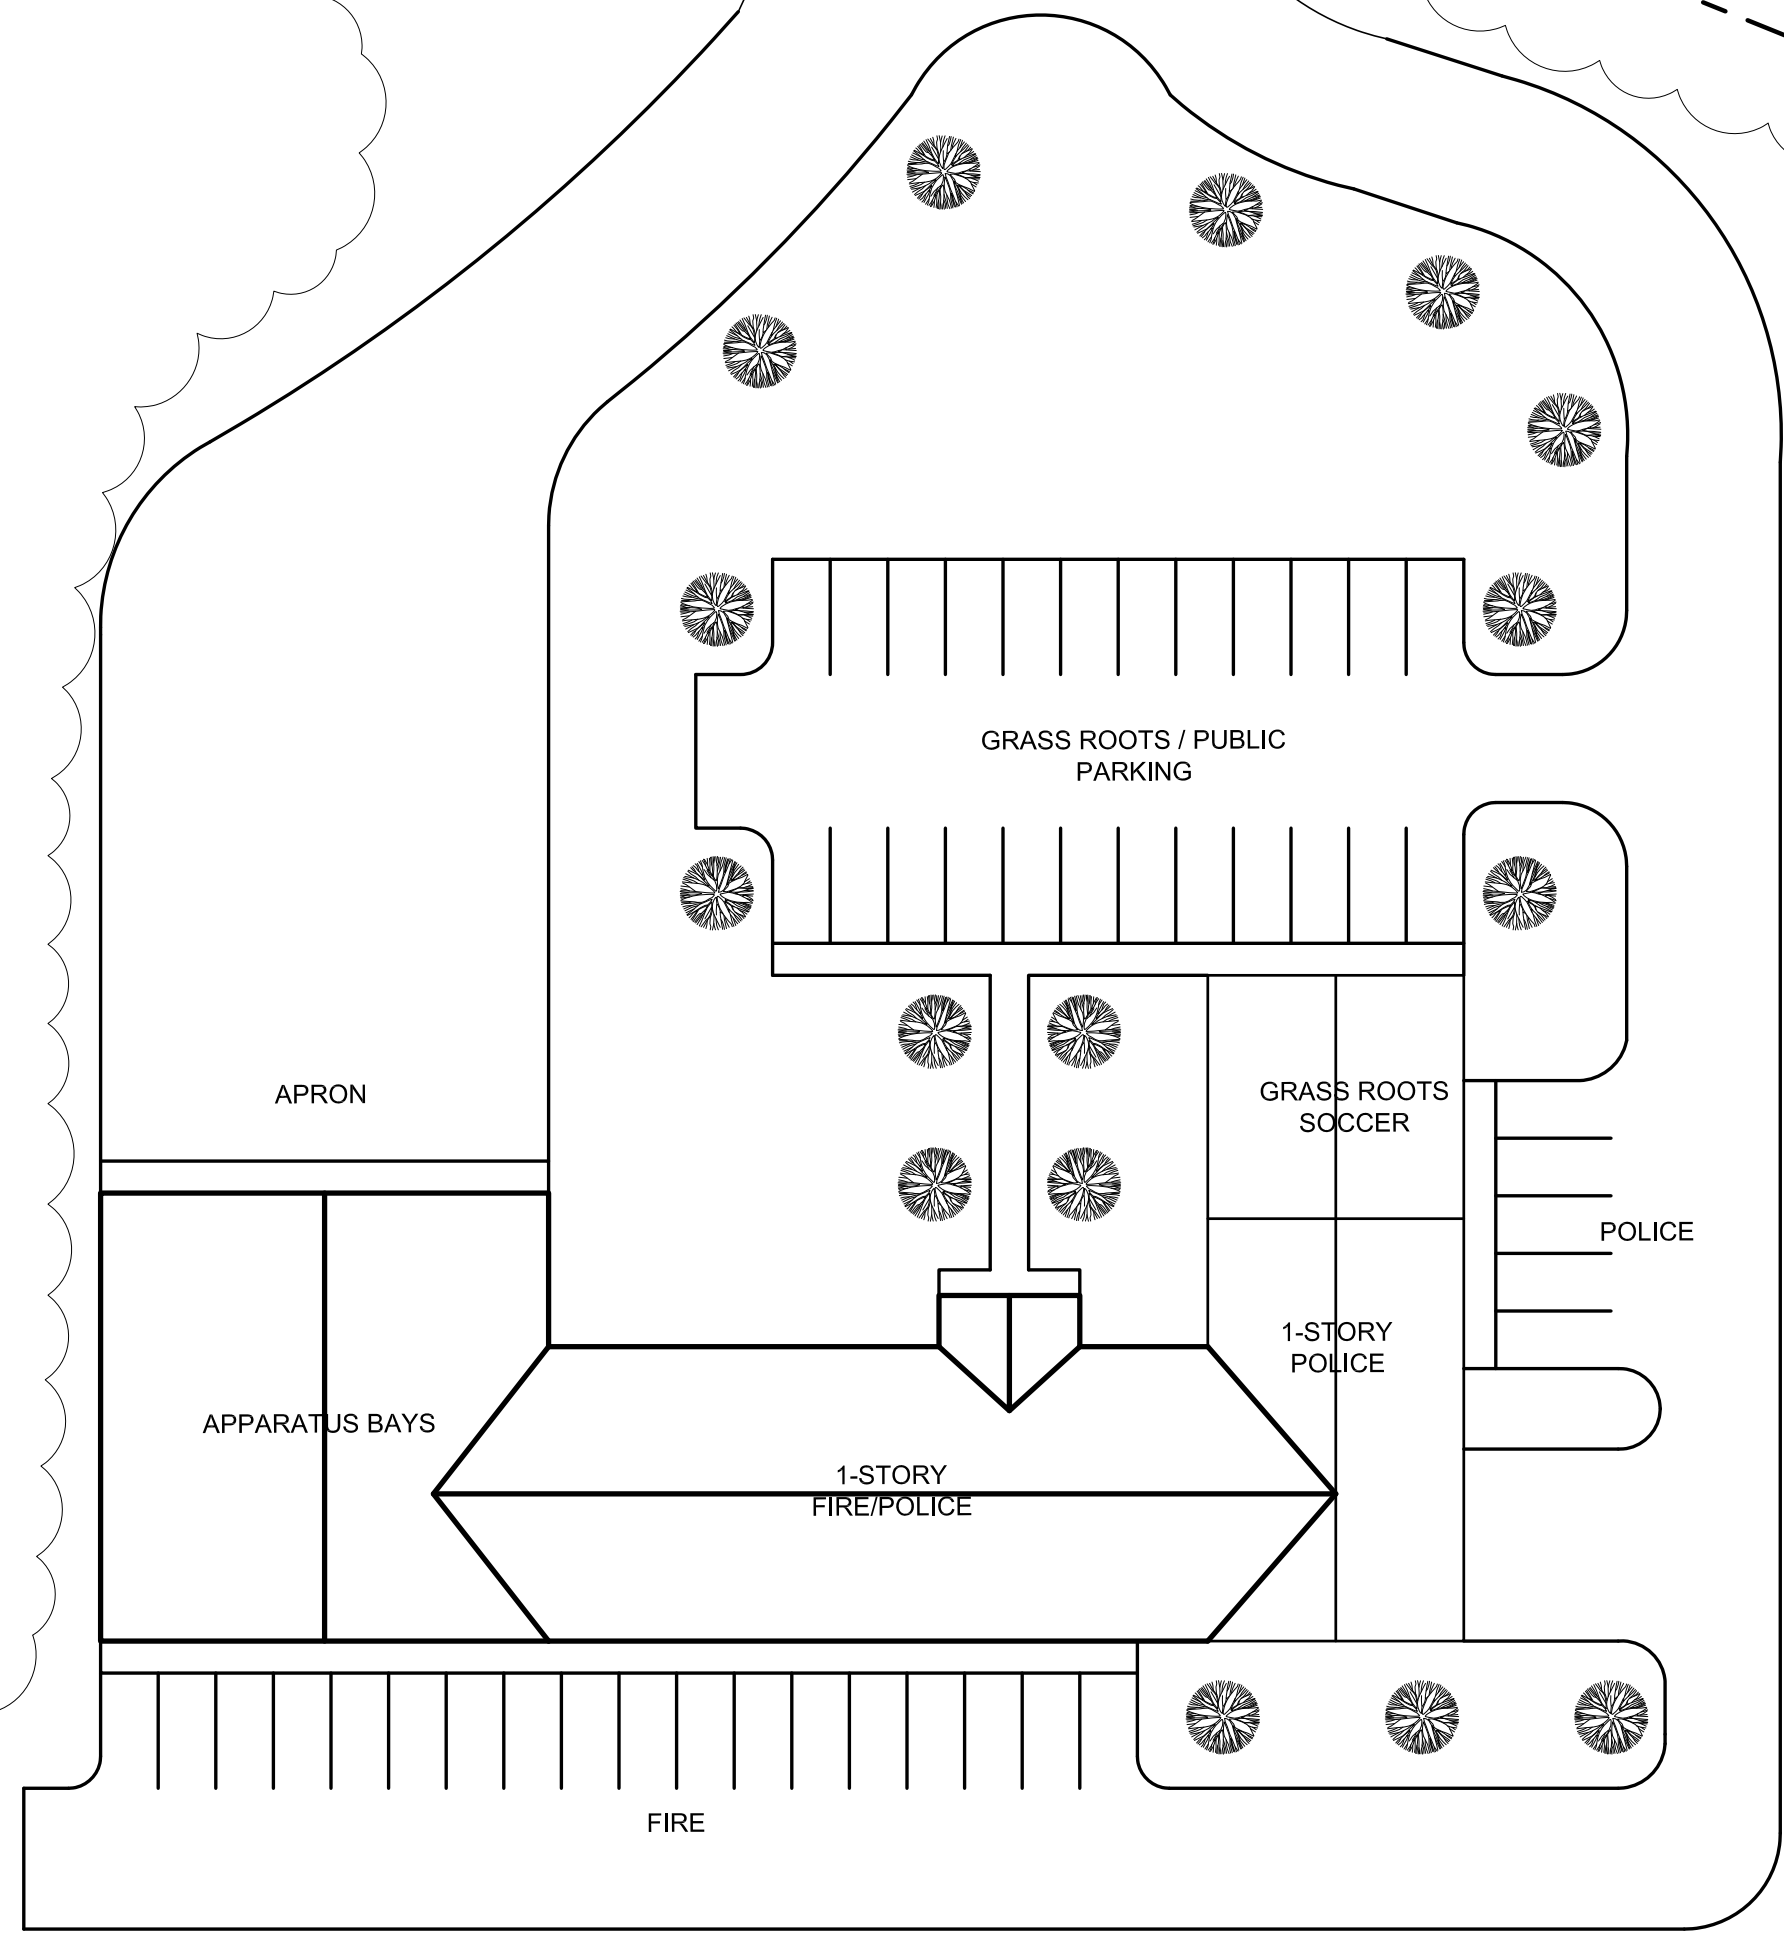 GRASS ROOTS / PUBLIC
PARKING
APRON
GRASS ROOTS
SOCCER
POLICE
1-STORY
POLICE
APPARATUS BAYS
1-STORY
FIRE/POLICE
FIRE